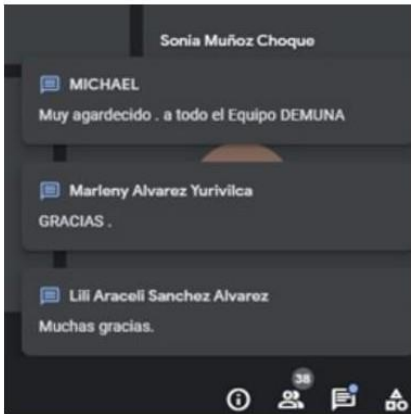 Sonia Muñoz Choque
MICHAEL
Muy agardecido . a todo el Equipo DEMUNA
Marleny Alvarez Yurivilca
GRACIAS .
Lili Araceli Sanchez Alvarez
Muchas gracias.
38